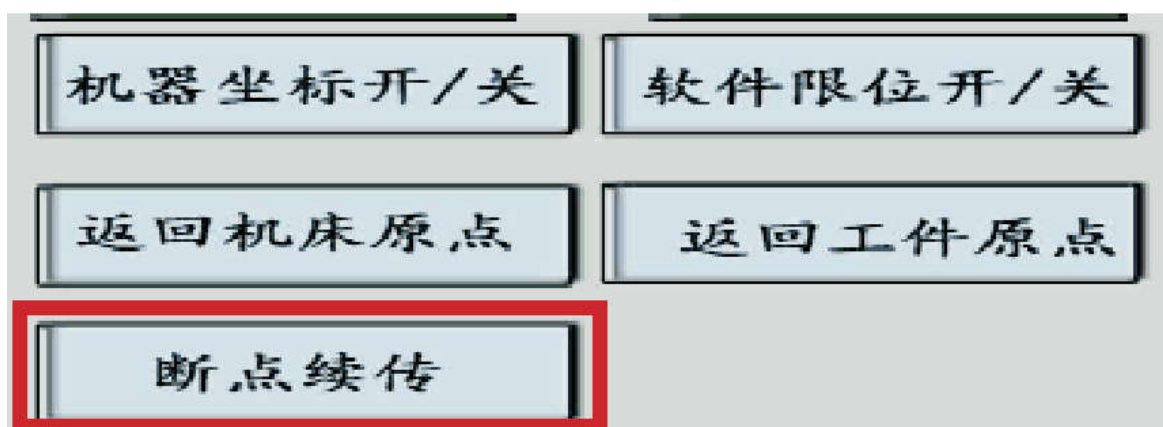 机器坐标开/关
软件限位开/关
返回机床原点
返回工件原点
断点续传